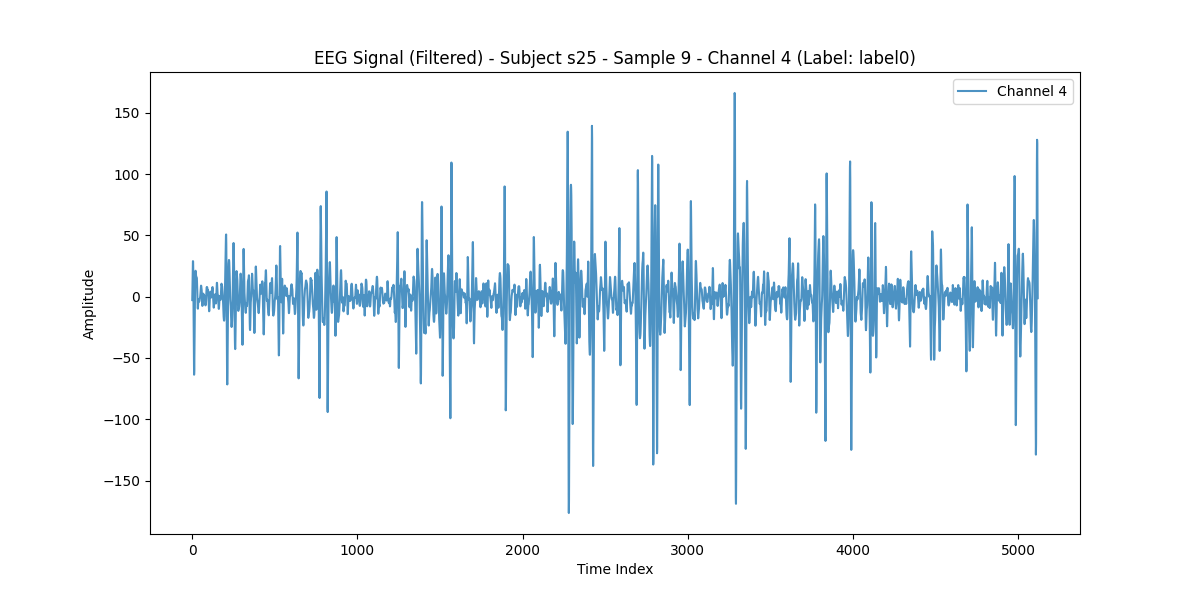 EEG Signal (Filtered) - Subject s25 - Sample 9 - Channel 4 (Label: label0)
Channel 4
150
100
50
0
−50
−100
−150
Amplitude
0 1000 2000 3000 4000 5000
Time Index